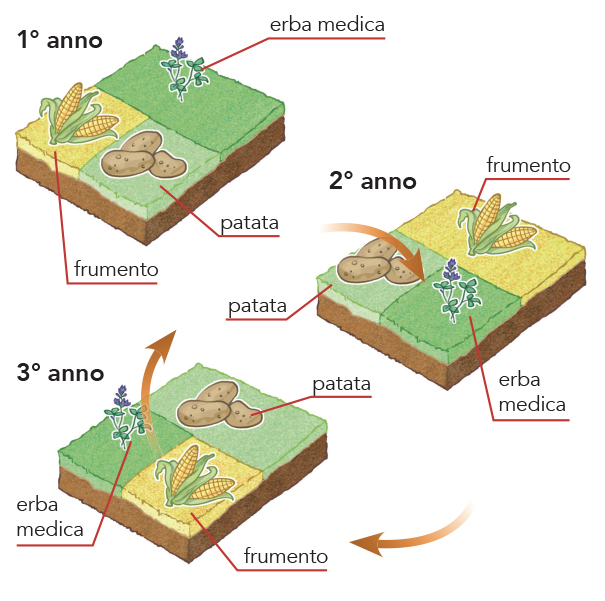 1° anno
erba medica
patata
frumento
2° anno
frumento
patata
erba
medica
3° anno
patata
erba
medica
frumento